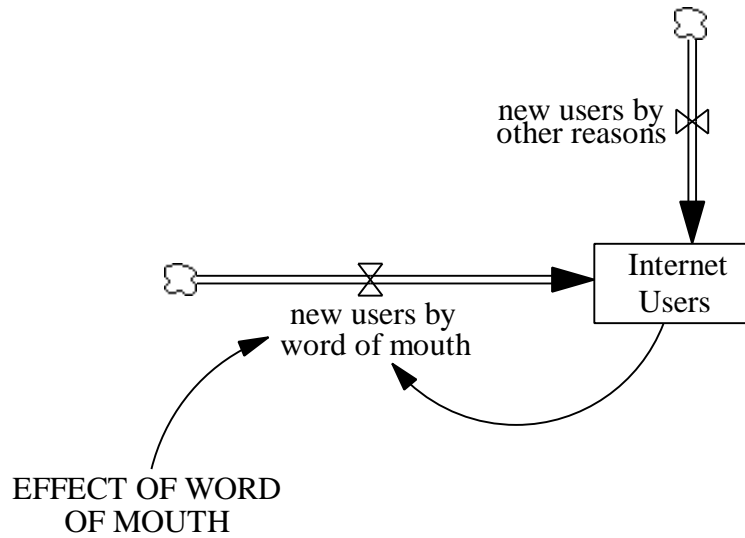 new users by
other reasons
Internet
Users
new users by
word of mouth
EFFECT OF WORD
OF MOUTH